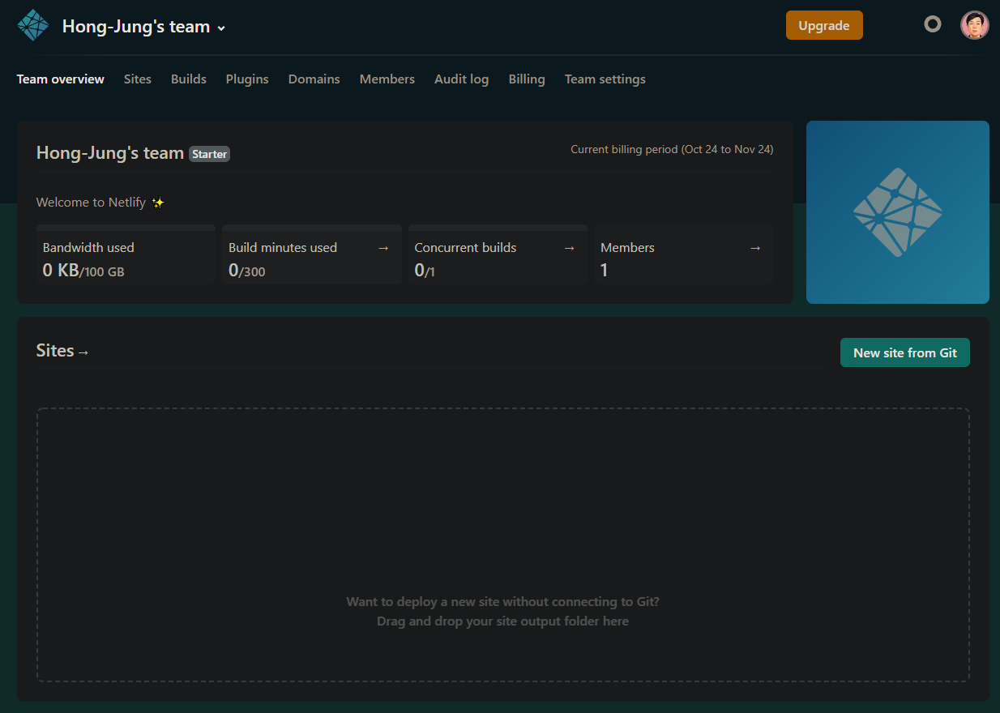 Hong-Jung's team
Upgrade
Team overview Sites Builds Plugins Domains Members Audit log Billing Team settings
Hong-Jung's team Starter
Current billing period (Oct 24 to Nov 24)
Welcome to Netlify ✨
Bandwidth used
0 KB/100 GB
Build minutes used →
0/300
Concurrent builds →
0/1
Members →
1
Sites →
New site from Git
Want to deploy a new site without connecting to Git?
Drag and drop your site output folder here